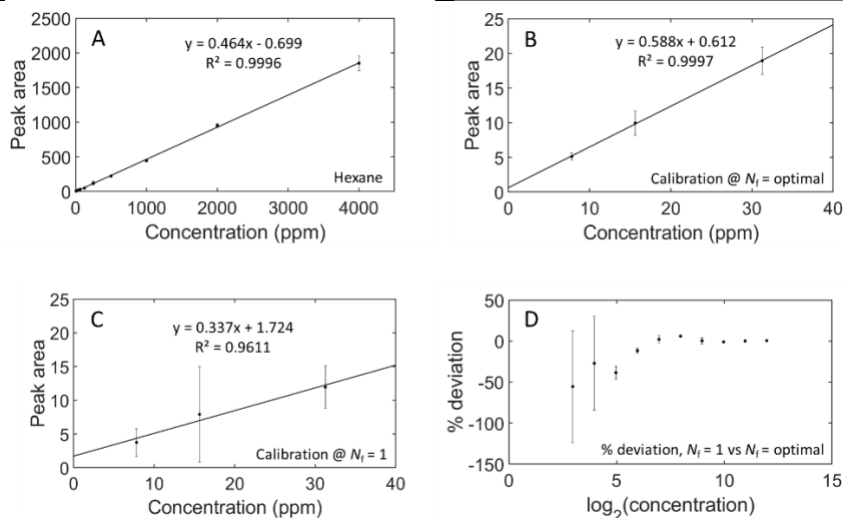 A
y = 0.464x - 0.699
R² = 0.9996
Hexane
Peak area
2500
2000
1500
1000
500
0
0 1000 2000 3000 4000
Concentration (ppm)
B
y = 0.588x + 0.612
R² = 0.9997
Calibration @ Nf = optimal
Peak area
25
20
15
10
5
0
0 10 20 30 40
Concentration (ppm)
C
y = 0.337x + 1.724
R² = 0.9611
Calibration @ Nf = 1
Peak area
25
20
15
10
5
0
0 10 20 30 40
Concentration (ppm)
D
% deviation, Nf = 1 vs Nf = optimal
% deviation
50
0
-50
-100
-150
0 5 10 15
log2(concentration)